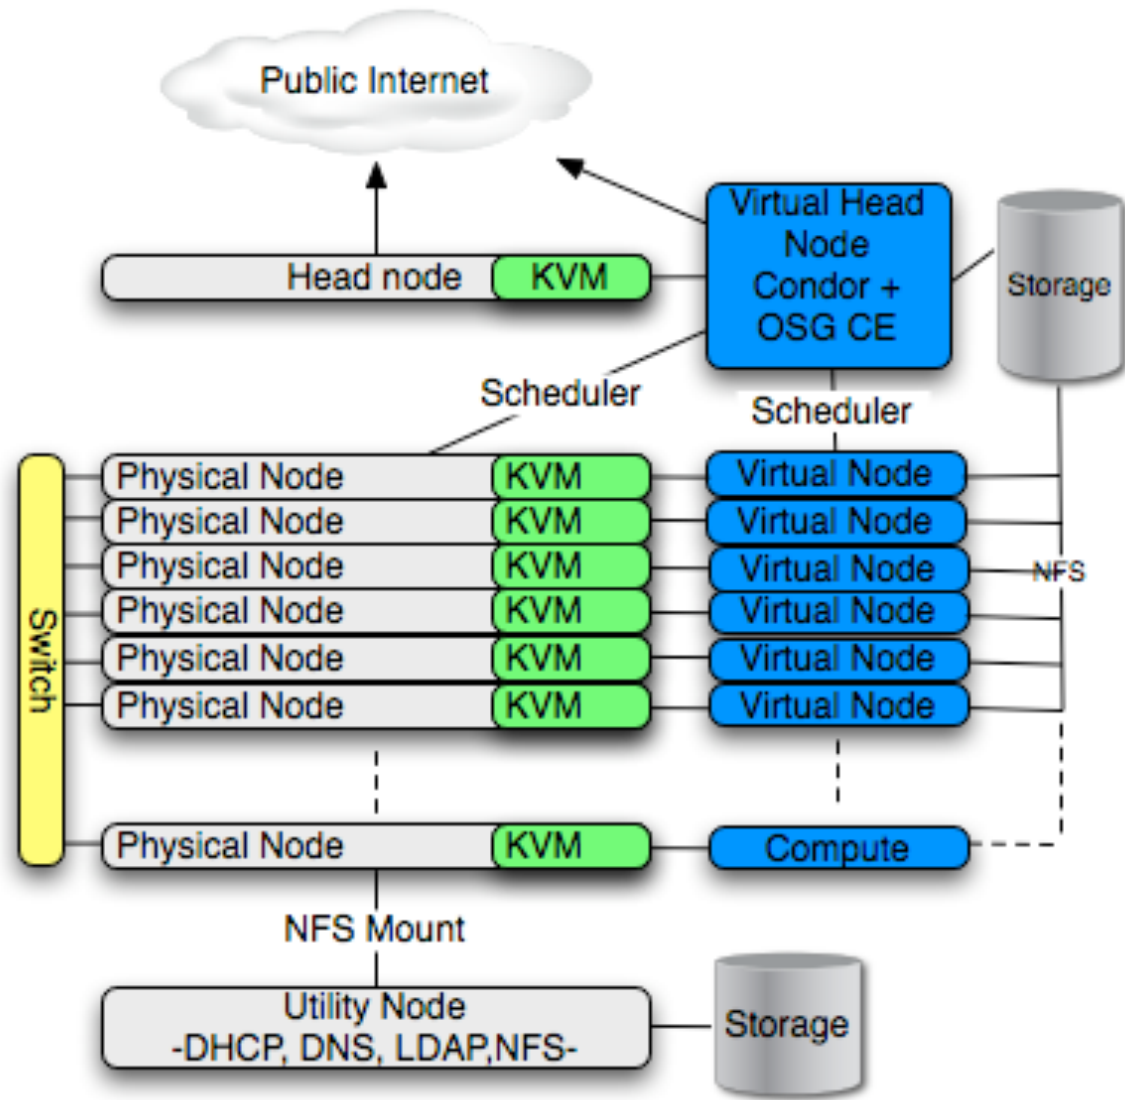 Public Internet
Virtual Head
Node
Condor +
OSG CE
Storage
Head node
KVM
Scheduler
Scheduler
Switch
Physical Node KVM Virtual Node
Physical Node KVM Virtual Node
Physical Node KVM Virtual Node
NFS
Physical Node KVM Virtual Node
Physical Node KVM Virtual Node
Physical Node KVM Virtual Node
Physical Node KVM Compute
NFS Mount
Utility Node
-DHCP, DNS, LDAP,NFS-
Storage